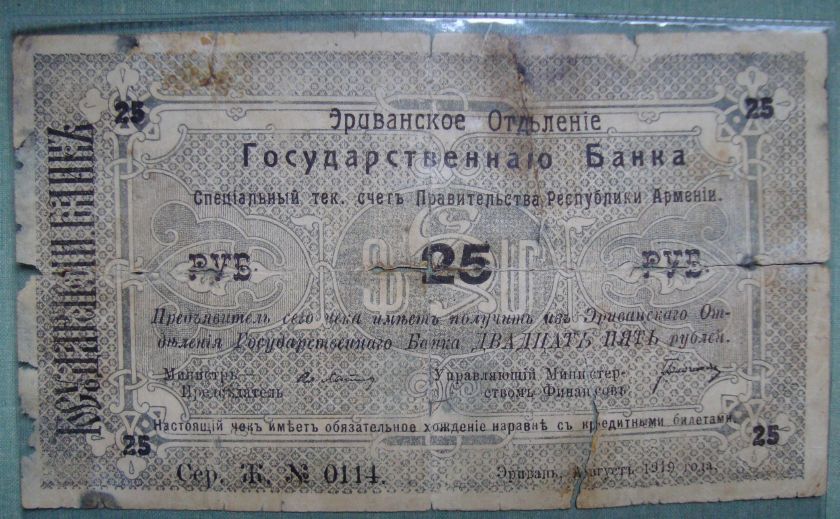 25
25
Эриванское Отдѣленіе
Государственнаго Банка
Спеціальный тек. счетъ Правительства Республики Арменіи.
РУБ. 25 РУБ.
Предъявитель сего чека имѣетъ получить изъ Эриванскаго От-
дѣленія Государственнаго Банка ДВАДЦАТЬ ПЯТЬ рублей.
Министръ—
Предсѣдатель
Управляющій Министер-
ствомъ Финансовъ
Настоящій чекъ имѣетъ обязательное хожденіе наравнѣ съ кредитными билетами.
25
25
Сер. Ж. № 0114.
Эривань, Августъ 1919 года.